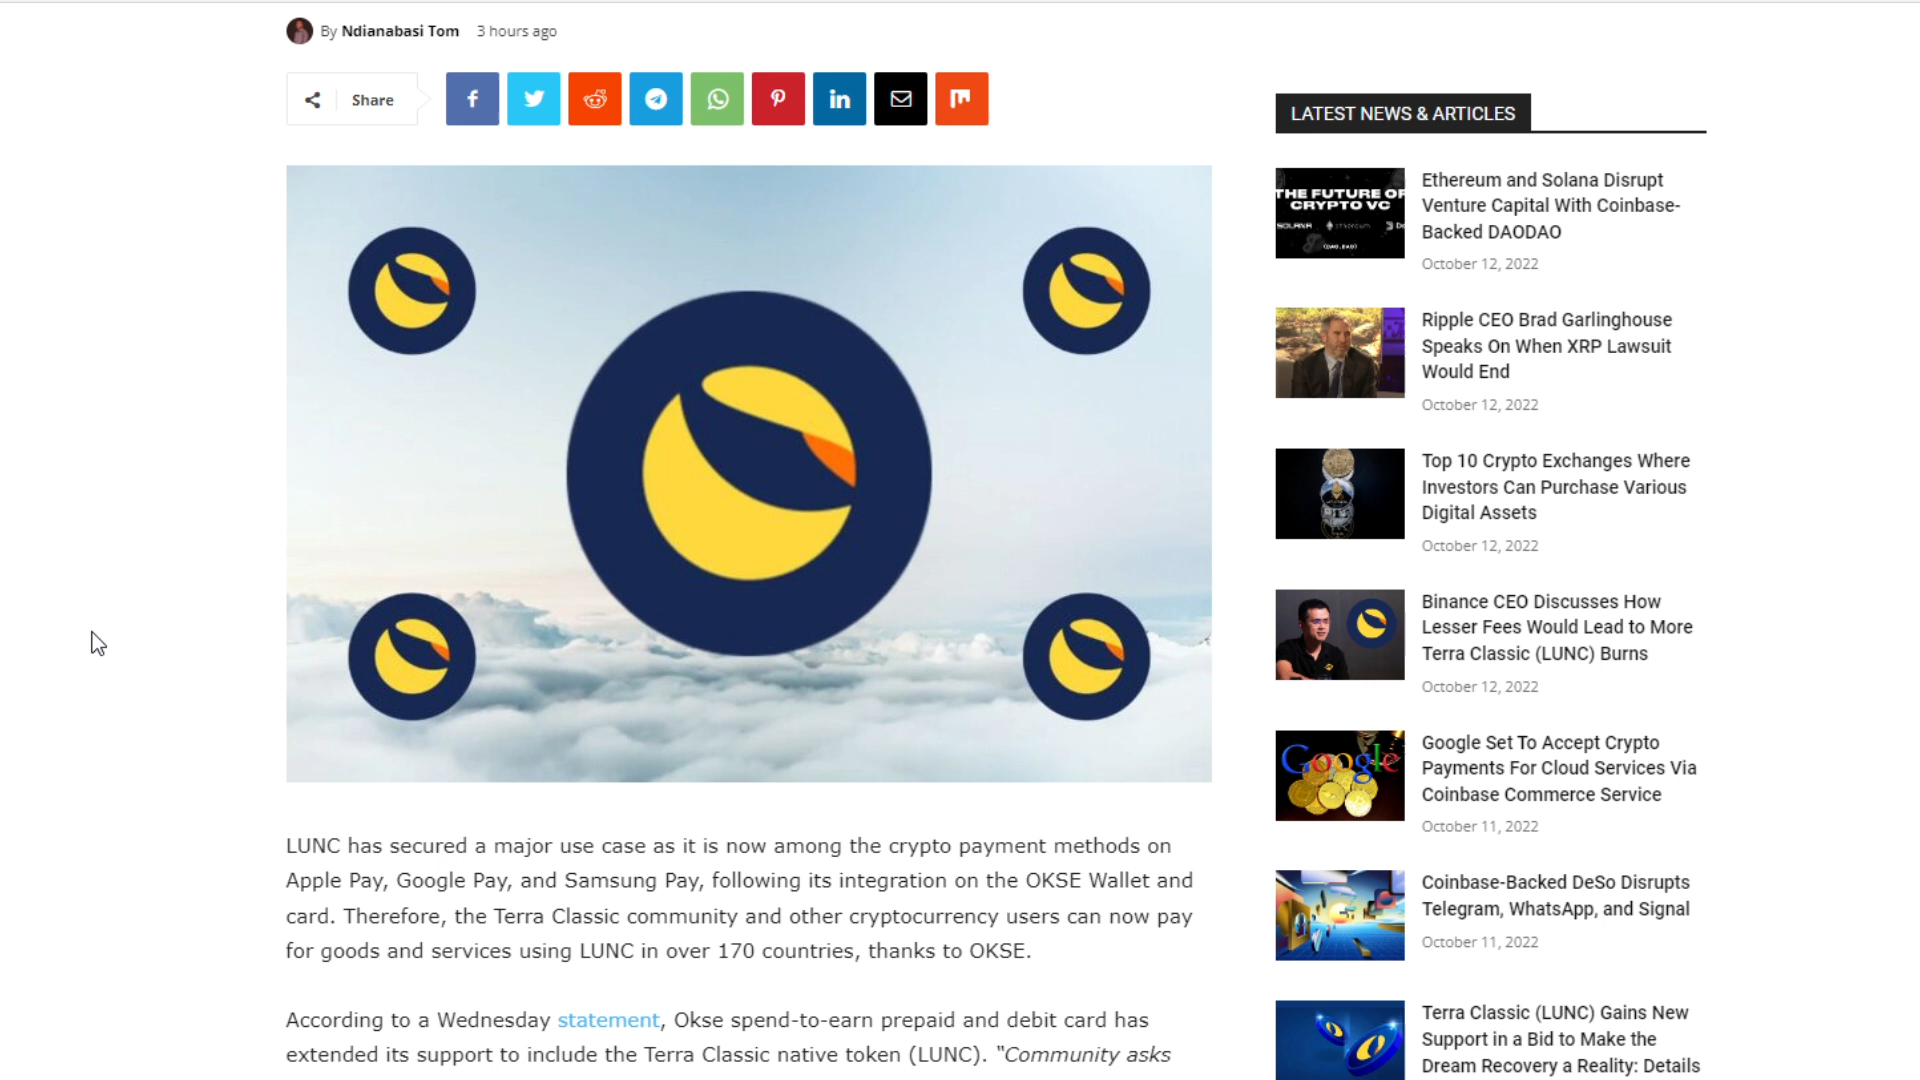 By Ndianabasi Tom 3 hours ago
Share
LUNC has secured a major use case as it is now among the crypto payment methods on
Apple Pay, Google Pay, and Samsung Pay, following its integration on the OKSE Wallet and
card. Therefore, the Terra Classic community and other cryptocurrency users can now pay
for goods and services using LUNC in over 170 countries, thanks to OKSE.
According to a Wednesday statement, Okse spend-to-earn prepaid and debit card has
extended its support to include the Terra Classic native token (LUNC). “Community asks
LATEST NEWS & ARTICLES
THE FUTURE OF
CRYPTO VC
SOLANA ethereum
(DAO.DAO)
Ethereum and Solana Disrupt
Venture Capital With Coinbase-
Backed DAODAO
October 12, 2022
Ripple CEO Brad Garlinghouse
Speaks On When XRP Lawsuit
Would End
October 12, 2022
Top 10 Crypto Exchanges Where
Investors Can Purchase Various
Digital Assets
October 12, 2022
Binance CEO Discusses How
Lesser Fees Would Lead to More
Terra Classic (LUNC) Burns
October 12, 2022
Google
Google Set To Accept Crypto
Payments For Cloud Services Via
Coinbase Commerce Service
October 11, 2022
Coinbase-Backed DeSo Disrupts
Telegram, WhatsApp, and Signal
October 11, 2022
Terra Classic (LUNC) Gains New
Support in a Bid to Make the
Dream Recovery a Reality: Details